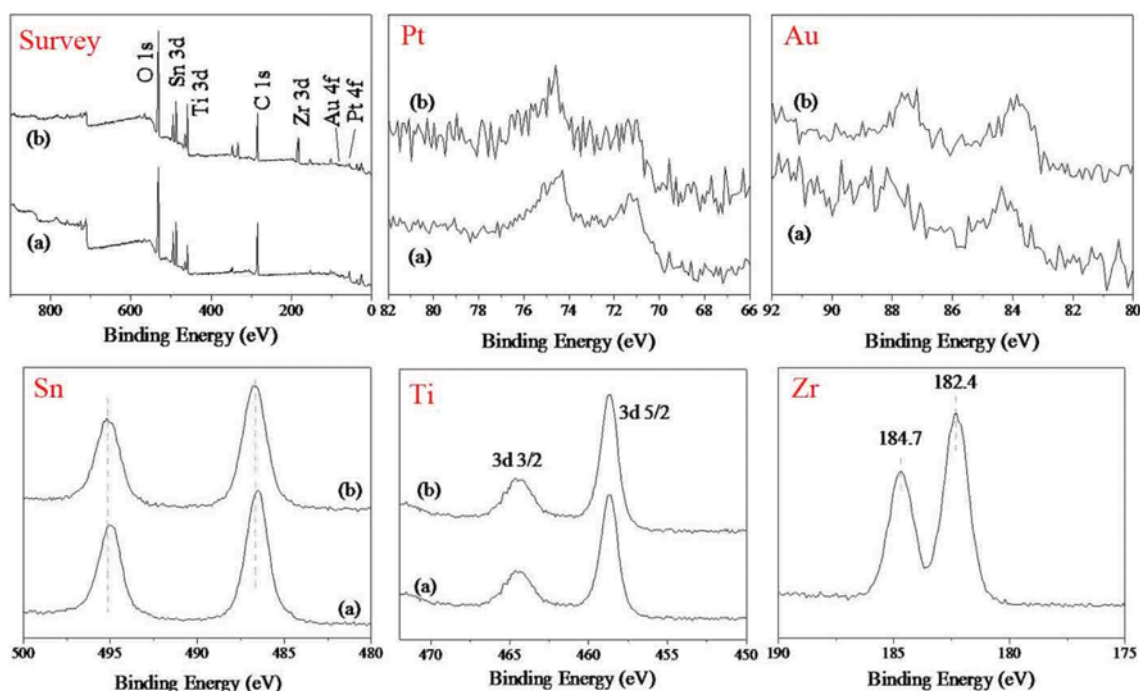 Survey
O 1s
Sn 3d
Ti 3d
C 1s
Zr 3d
Au 4f
Pt 4f
(b)
(a)
800 600 400 200 0
Binding Energy (eV)
Pt
(b)
(a)
82 80 78 76 74 72 70 68 66
Binding Energy (eV)
Au
(b)
(a)
92 90 88 86 84 82 80
Binding Energy (eV)
Sn
(b)
(a)
500 495 490 485 480
Binding Energy (eV)
Ti
3d 5/2
3d 3/2
(b)
(a)
470 465 460 455 450
Binding Energy (eV)
Zr
182.4
184.7
190 185 180 175
Binding Energy (eV)